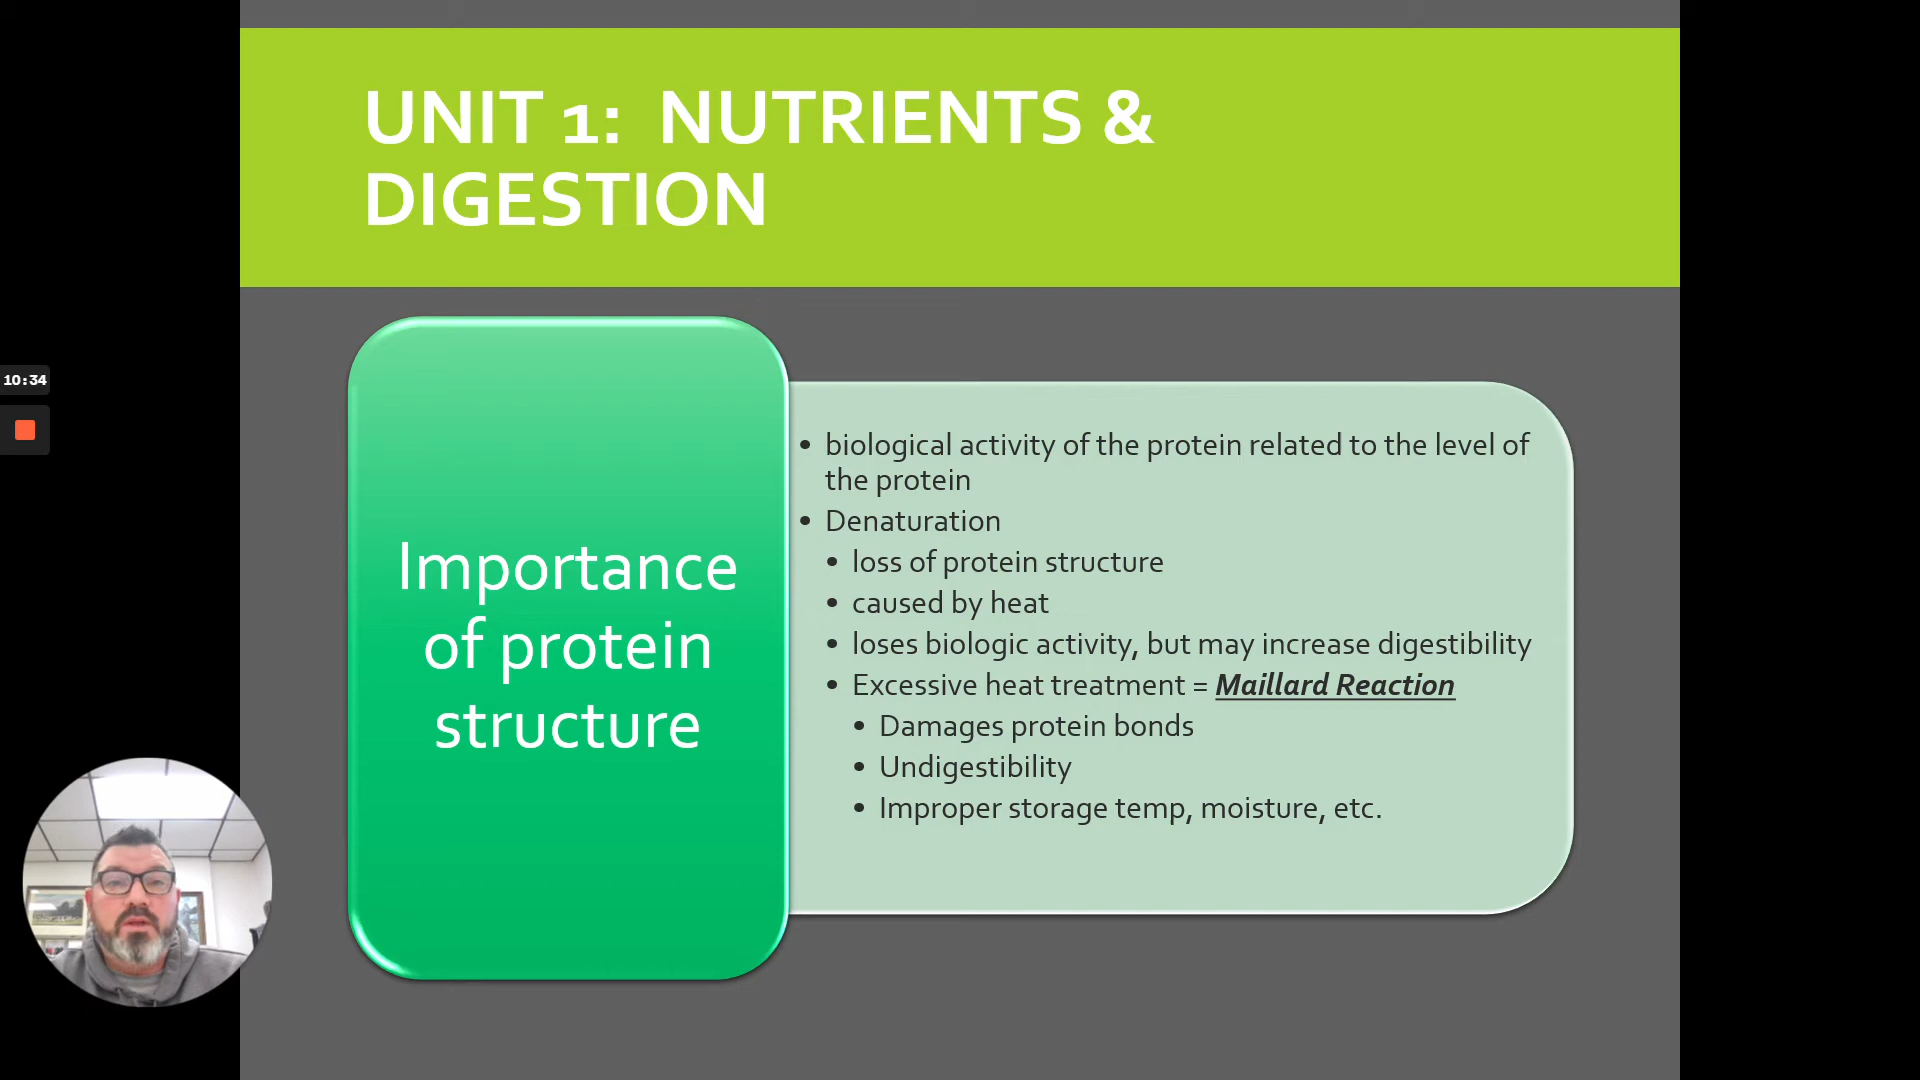 UNIT 1: NUTRIENTS &
DIGESTION
10:34
Importance
of protein
structure
• biological activity of the protein related to the level of
the protein
• Denaturation
• loss of protein structure
• caused by heat
• loses biologic activity, but may increase digestibility
• Excessive heat treatment = Maillard Reaction
• Damages protein bonds
• Undigestibility
• Improper storage temp, moisture, etc.